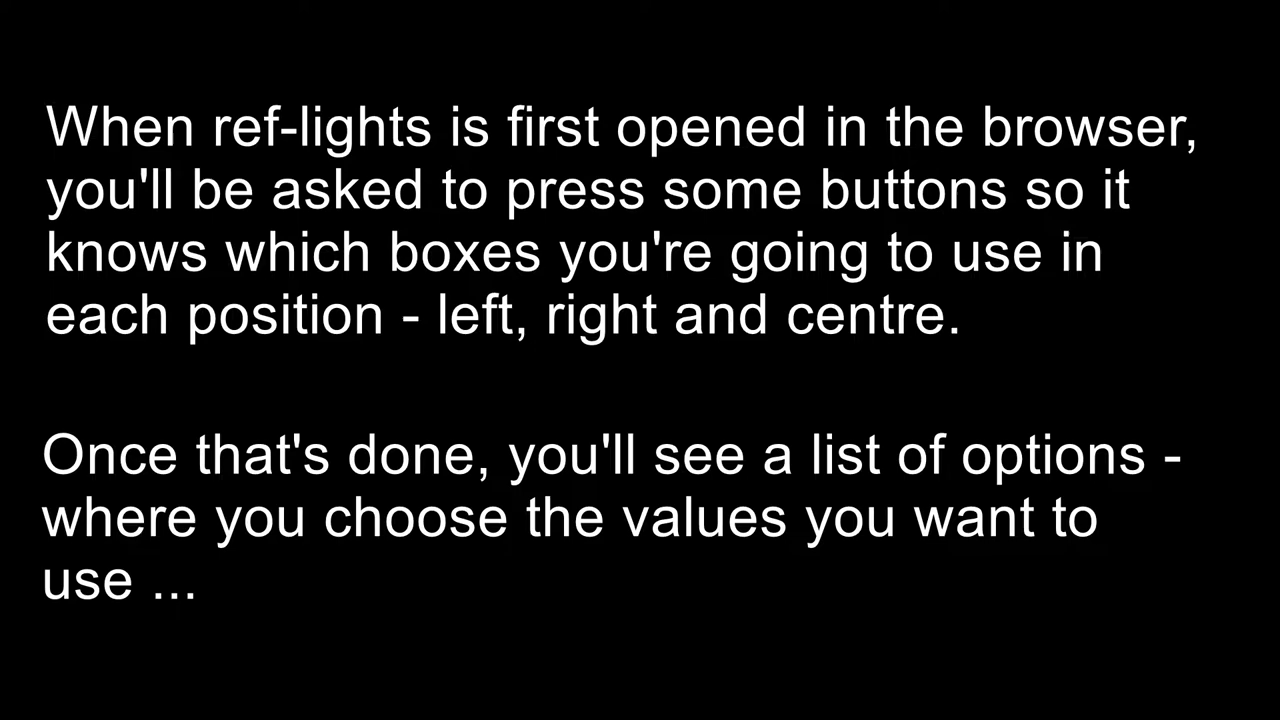 When ref-lights is first opened in the browser,
you'll be asked to press some buttons so it
knows which boxes you're going to use in
each position - left, right and centre.
Once that's done, you'll see a list of options -
where you choose the values you want to
use ...